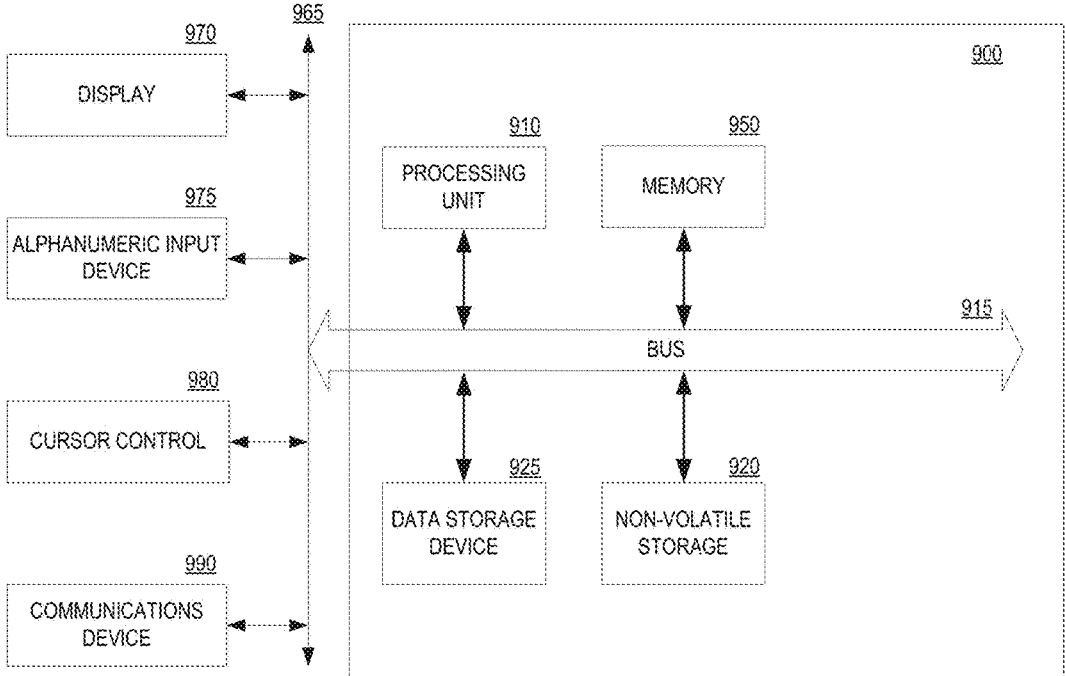 965
970
DISPLAY
900
910
PROCESSING
UNIT
950
MEMORY
975
ALPHANUMERIC INPUT
DEVICE
915
BUS
980
CURSOR CONTROL
925
DATA STORAGE
DEVICE
920
NON-VOLATILE
STORAGE
990
COMMUNICATIONS
DEVICE